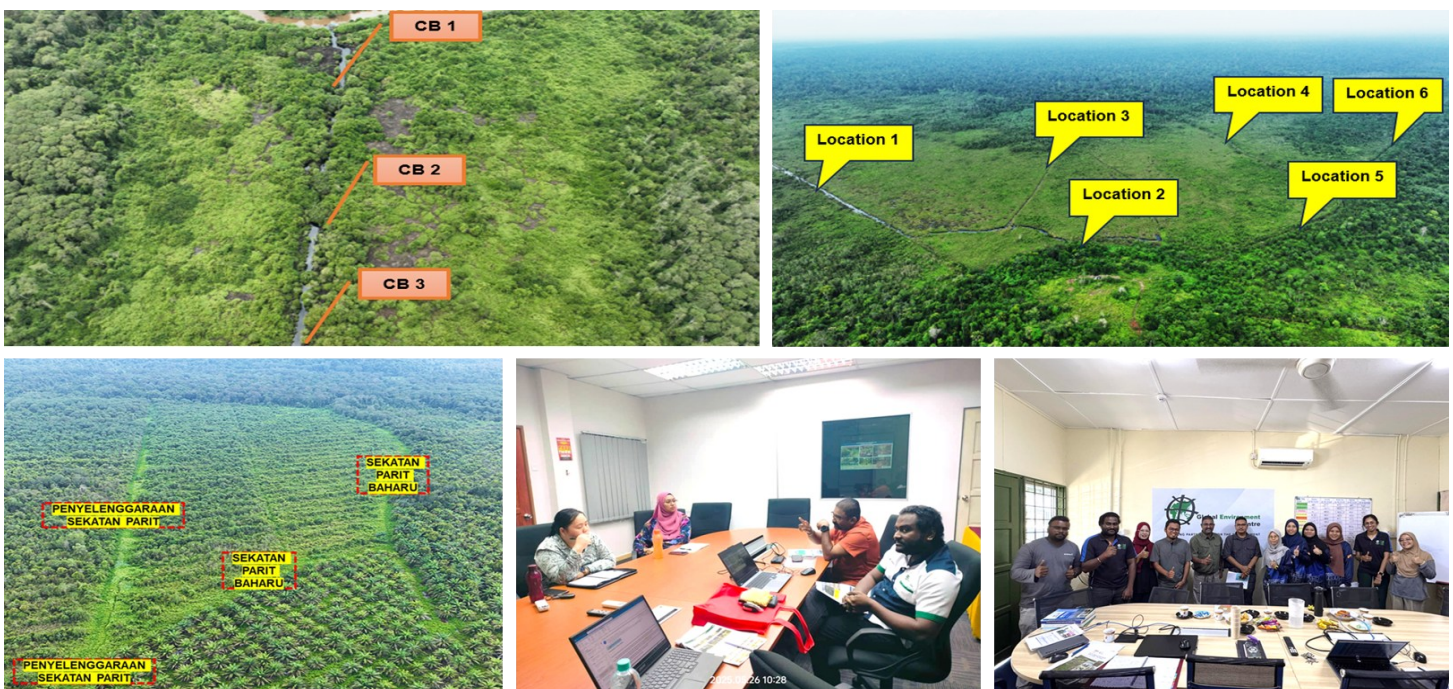 CB 1
CB 2
CB 3
Location 1
Location 3
Location 4
Location 6
Location 2
Location 5
SEKATAN
PARIT
BAHARU
PENYELENGGARAAN
SEKATAN PARIT
SEKATAN
PARIT
BAHARU
PENYELENGGARAAN
SEKATAN PARIT
Global Environment
Centre